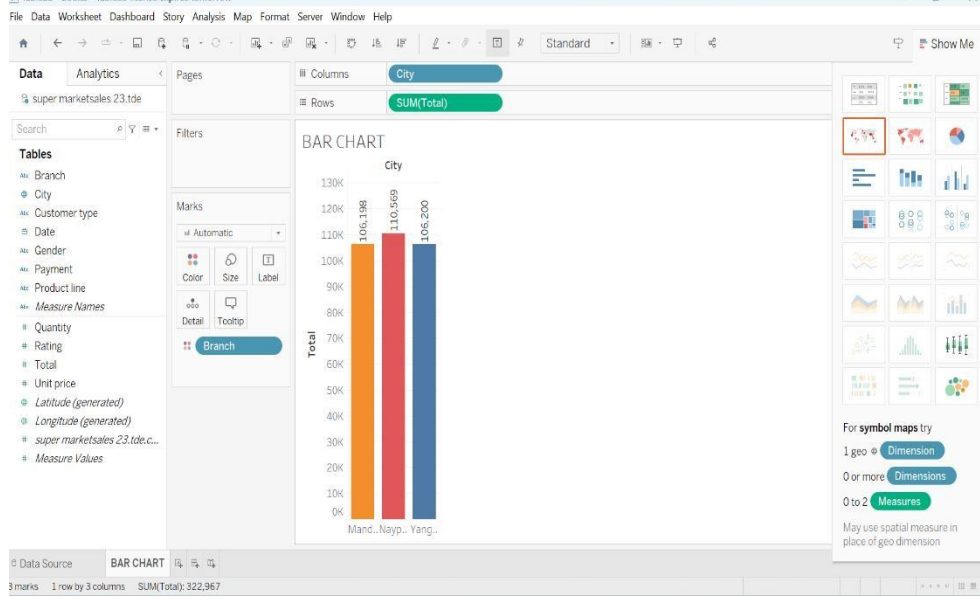 File Data Worksheet Dashboard Story Analysis Map Format Server Window Help
Standard
Show Me
Data Analytics
super marketsales 23.tde
Search
Tables
Abc Branch
City
Abc Customer type
Date
Abc Gender
Abc Payment
Abc Product line
Abc Measure Names
# Quantity
# Rating
# Total
# Unit price
Latitude (generated)
Longitude (generated)
# super marketsales 23.tde.c...
# Measure Values
Pages
Filters
Marks
Automatic
Color Size Label
Detail Tooltip
Branch
Columns City
Rows SUM(Total)
BAR CHART
City
130K
120K
110K
100K
90K
80K
70K
60K
50K
40K
30K
20K
10K
0K
Total
106,198
110,569
106,200
Mand.. Nayp.. Yang..
For symbol maps try
1 geo Dimension
0 or more Dimensions
0 to 2 Measures
May use spatial measure in
place of geo dimension
Data Source BAR CHART
3 marks 1 row by 3 columns SUM(Total): 322,967